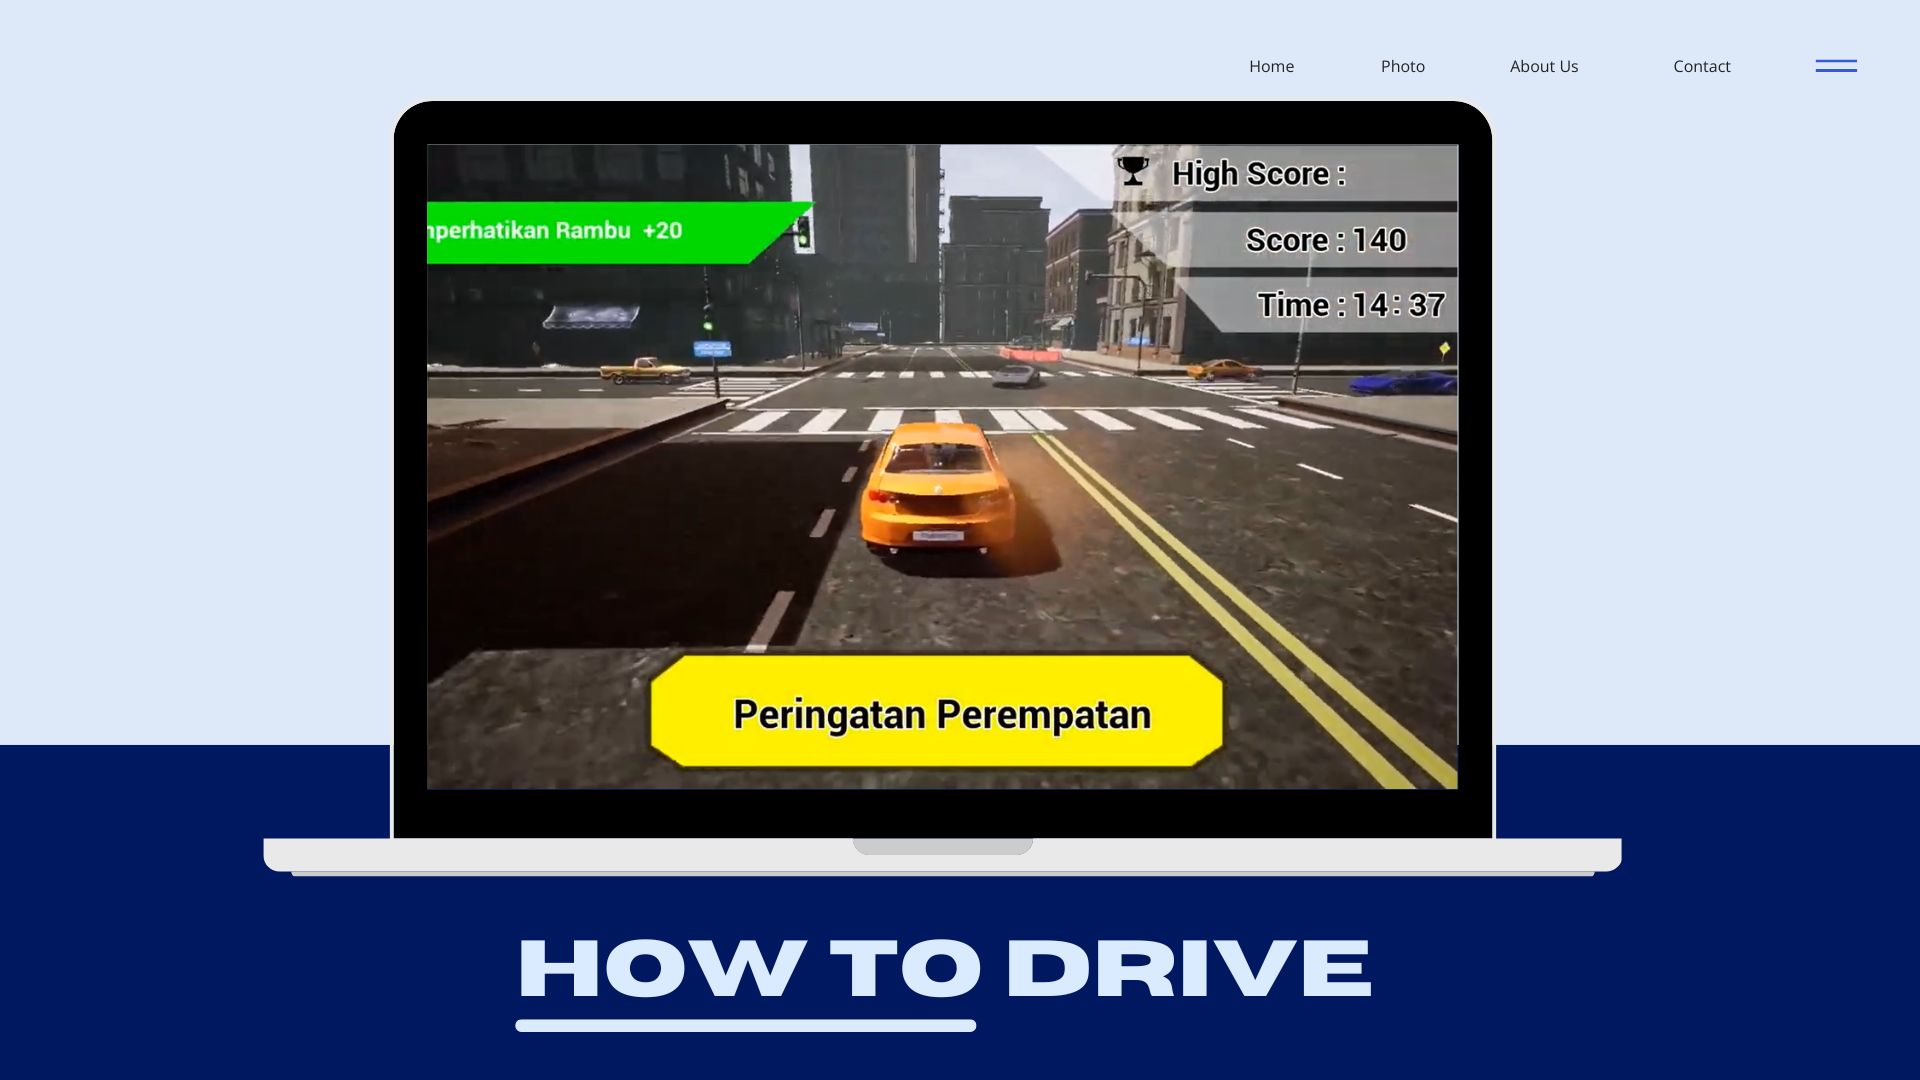 Home Photo About Us Contact
High Score :
nperhatikan Rambu +20
Score : 140
Time : 14 : 37
Peringatan Perempatan
HOW TO DRIVE